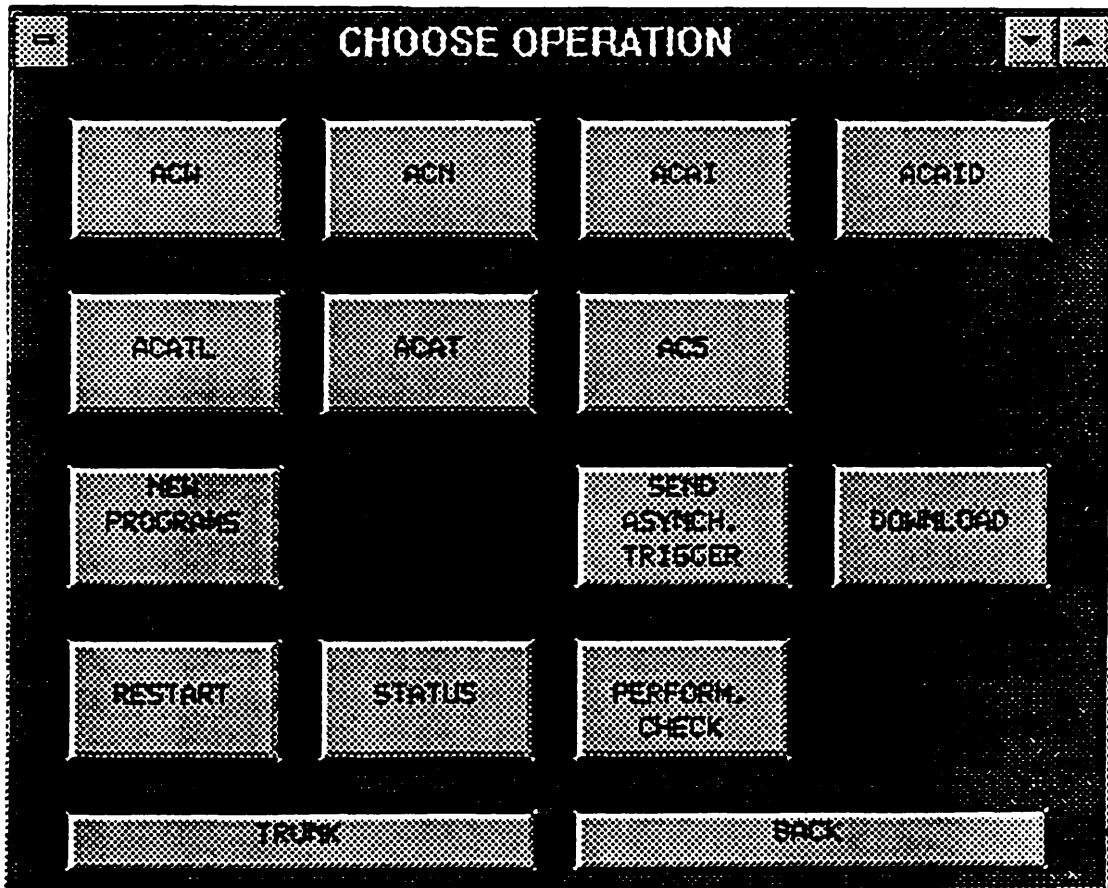 CHOOSE OPERATION
ACW
ACN
ACAI
ACAID
ACATL
ACAT
ACS
NEW
PROGRAMS
SEND
ASYNCH.
TRIGGER
DOWNLOAD
RESTART
STATUS
PERFORM.
CHECK
TRUNK
BACK